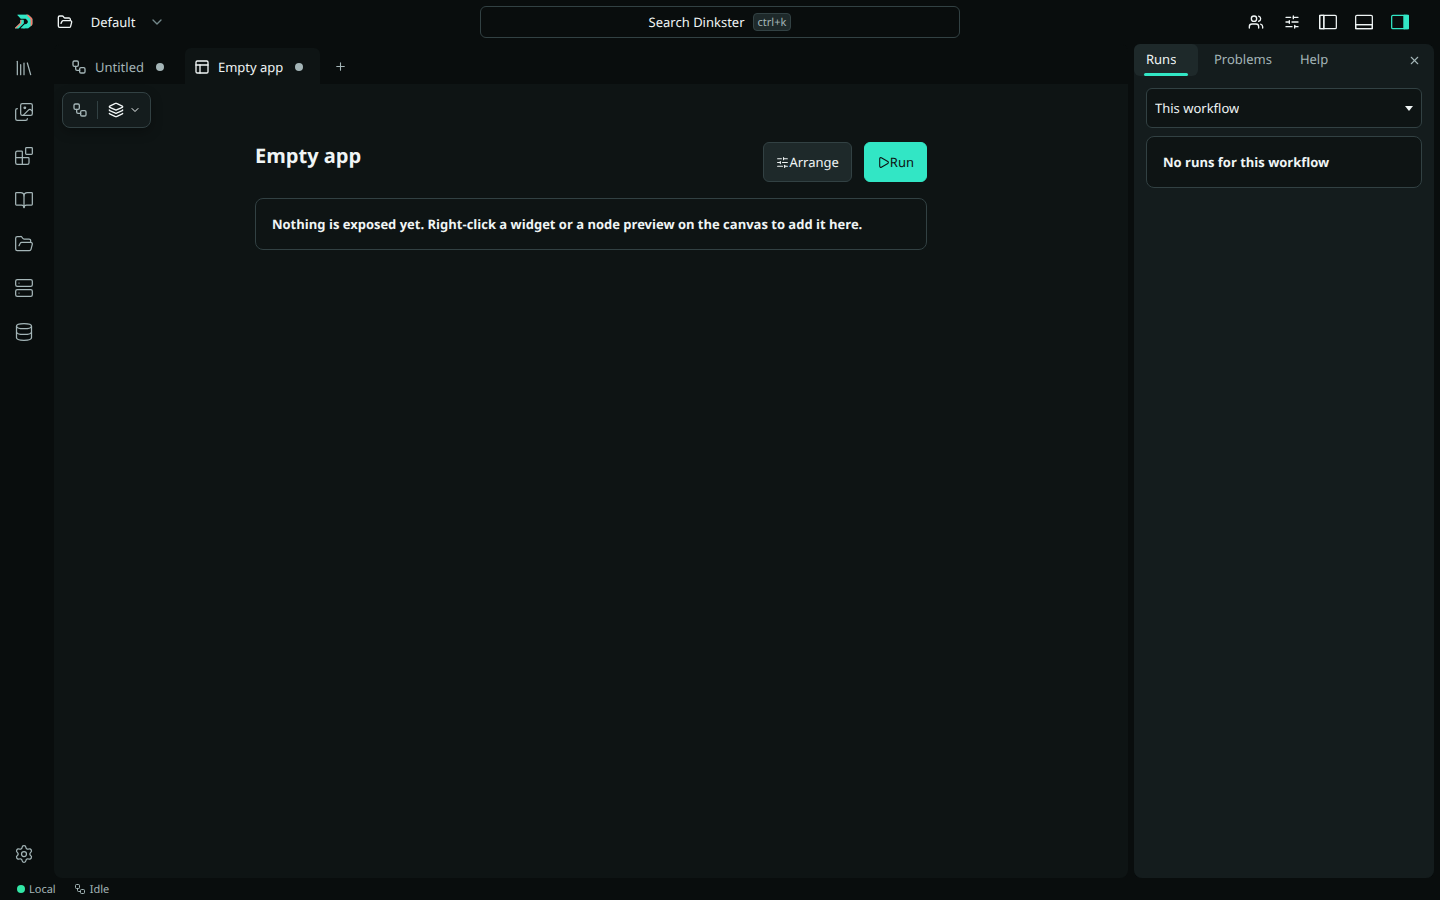 Default
Search Dinkster ctrl+k
Untitled
Empty app
Runs
Problems
Help
This workflow
No runs for this workflow
Empty app
Arrange
Run
Nothing is exposed yet. Right-click a widget or a node preview on the canvas to add it here.
Local
Idle